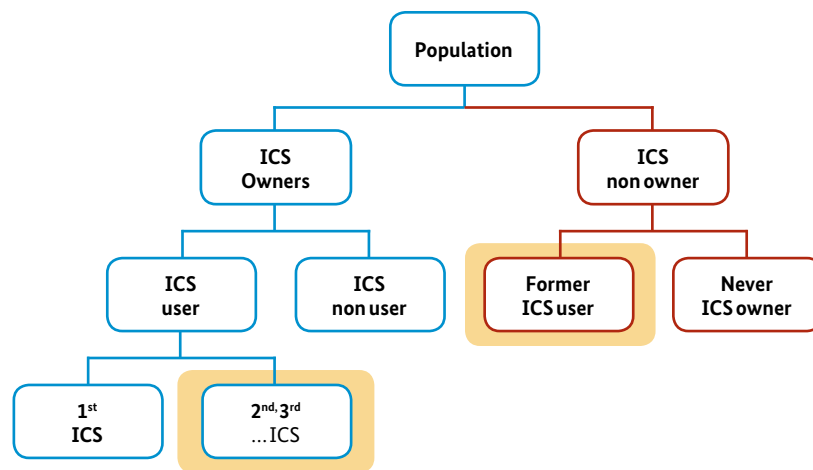 Population
ICS
Owners
ICS
non owner
ICS
user
ICS
non user
Former
ICS user
Never
ICS owner
1st
ICS
2nd, 3rd
...ICS